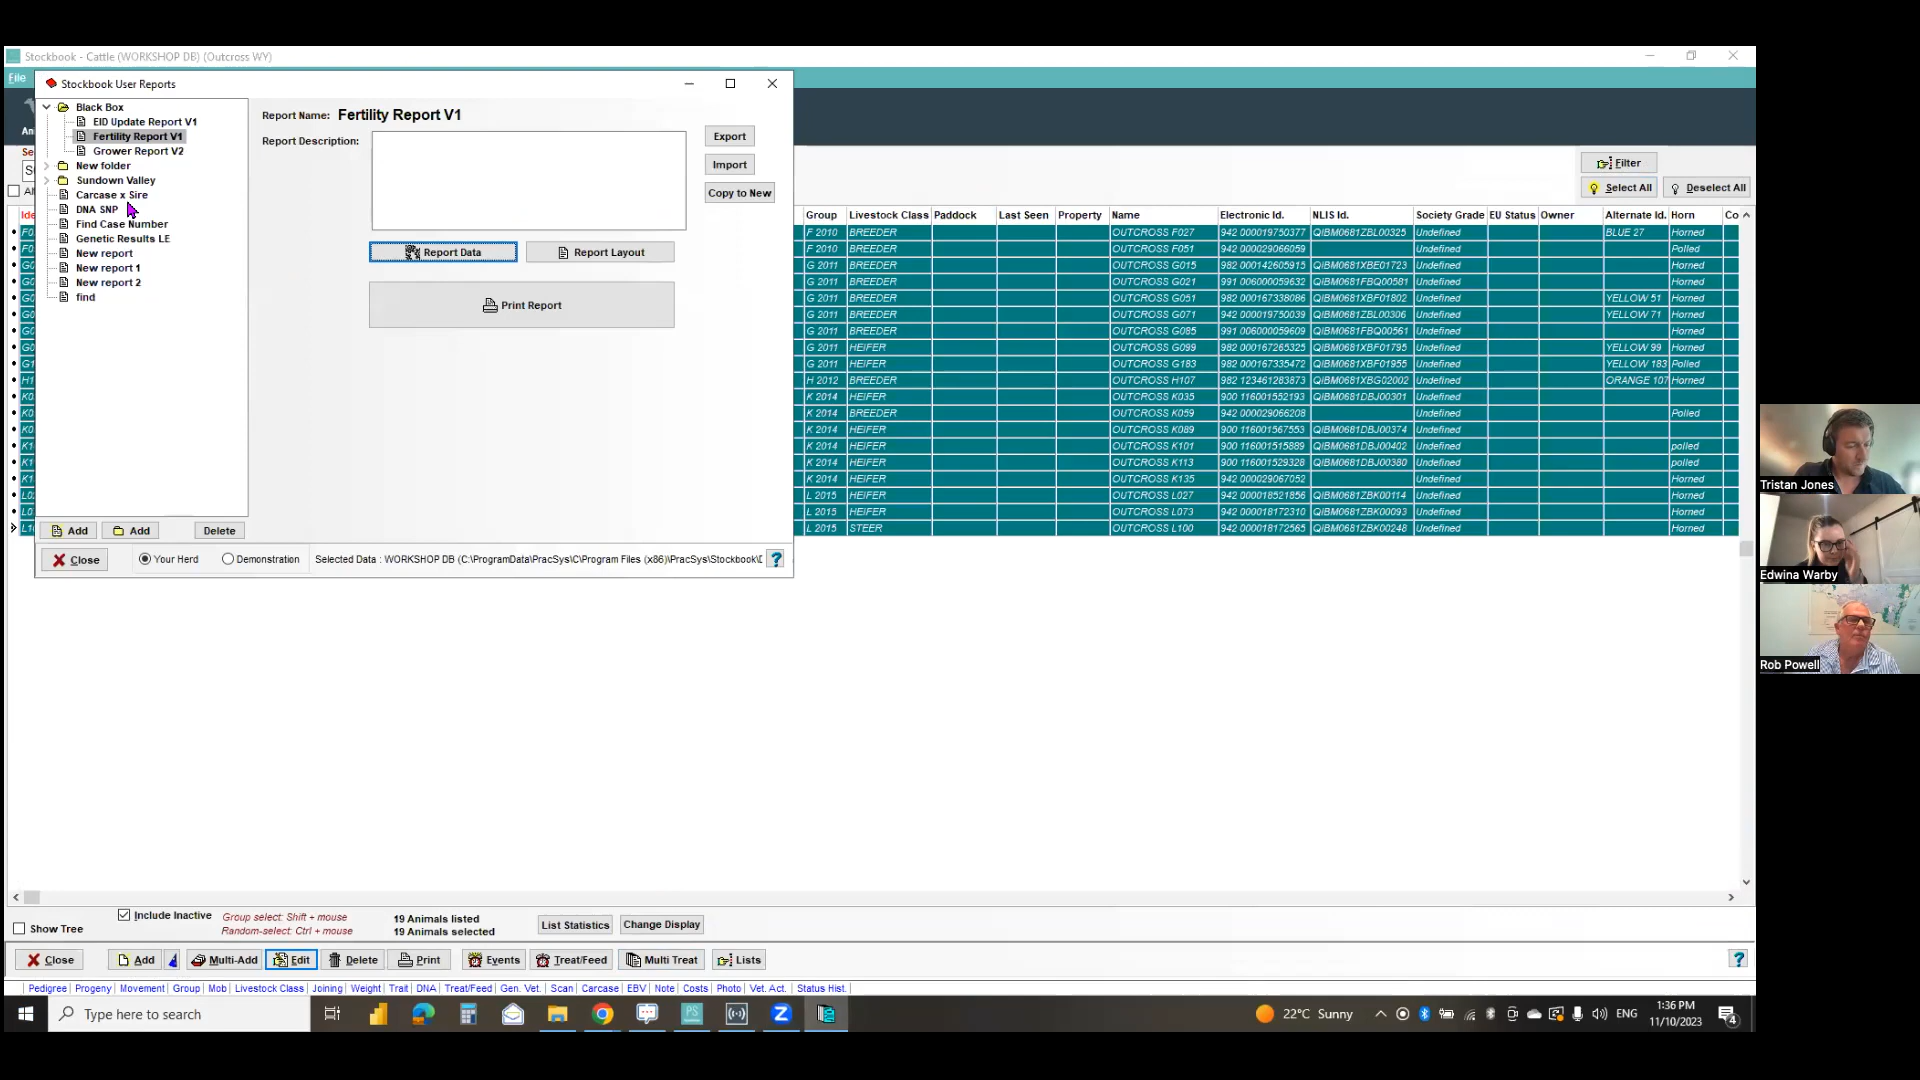 Stockbook - Cattle (WORKSHOP DB) (Outcross WY)
File
Stockbook User Reports
Black Box
EID Update Report V1
Fertility Report V1
Grower Report V2
New folder
Sundown Valley
Carcase x Sire
DNA SNP
Find Case Number
Genetic Results LE
New report
New report 1
New report 2
find
Add Add Delete
Report Name: Fertility Report V1
Report Description:
Export
Import
Copy to New
Report Data Report Layout
Print Report
Close Your Herd Demonstration Selected Data : WORKSHOP DB (C:\ProgramData\PracSys\C\Program Files (x86)\PracSys\Stockbook\
Filter
Select All Deselect All
Group Livestock Class Paddock Last Seen Property Name Electronic Id. NLIS Id. Society Grade EU Status Owner Alternate Id. Horn Co
F 2010 BREEDER OUTCROSS F027 942 000019750377 QIBM0681ZBL00325 Undefined BLUE 27 Horned
F 2010 BREEDER OUTCROSS F051 942 000029066059 Undefined Polled
G 2011 BREEDER OUTCROSS G015 982 000142605915 QIBM0681XBE01723 Undefined Horned
G 2011 BREEDER OUTCROSS G021 991 006000059632 QIBM0681FBQ00581 Undefined Horned
G 2011 BREEDER OUTCROSS G051 982 000167338086 QIBM0681XBF01802 Undefined YELLOW 51 Horned
G 2011 BREEDER OUTCROSS G071 942 000019750039 QIBM0681ZBL00306 Undefined YELLOW 71 Horned
G 2011 BREEDER OUTCROSS G085 991 006000059609 QIBM0681FBQ00561 Undefined Horned
G 2011 HEIFER OUTCROSS G099 982 000167265325 QIBM0681XBF01795 Undefined YELLOW 99 Horned
G 2011 HEIFER OUTCROSS G183 982 000167335472 QIBM0681XBF01955 Undefined YELLOW 183 Polled
H 2012 BREEDER OUTCROSS H107 982 123461283873 QIBM0681XBG02002 Undefined ORANGE 107 Horned
K 2014 HEIFER OUTCROSS K035 900 116001552193 QIBM0681DBJ00301 Undefined Horned
K 2014 BREEDER OUTCROSS K059 942 000029066208 Undefined Polled
K 2014 HEIFER OUTCROSS K089 900 116001567553 QIBM0681DBJ00374 Undefined Horned
K 2014 HEIFER OUTCROSS K101 900 116001515889 QIBM0681DBJ00402 Undefined polled
K 2014 HEIFER OUTCROSS K113 900 116001529328 QIBM0681DBJ00380 Undefined polled
K 2014 HEIFER OUTCROSS K135 942 000029067052 Undefined Horned
L 2015 HEIFER OUTCROSS L027 942 000018521856 QIBM0681ZBK00114 Undefined Horned
L 2015 HEIFER OUTCROSS L073 942 000018172310 QIBM0681ZBK00093 Undefined Horned
L 2015 STEER OUTCROSS L100 942 000018172565 QIBM0681ZBK00248 Undefined Horned
Tristan Jones
Edwina Warby
Rob Powell
Show Tree Include Inactive
Group select: Shift + mouse
Random-select: Ctrl + mouse
19 Animals listed
19 Animals selected
List Statistics Change Display
Close Add Multi-Add Edit Delete Print Events Treat/Feed Multi Treat Lists
Pedigree Progeny Movement Group Mob Livestock Class Joining Weight Trait DNA Treat/Feed Gen. Vet. Scan Carcase EBV Note Costs Photo Vet. Act. Status Hist.
Type here to search
22°C Sunny
ENG
1:36 PM
11/10/2023
4